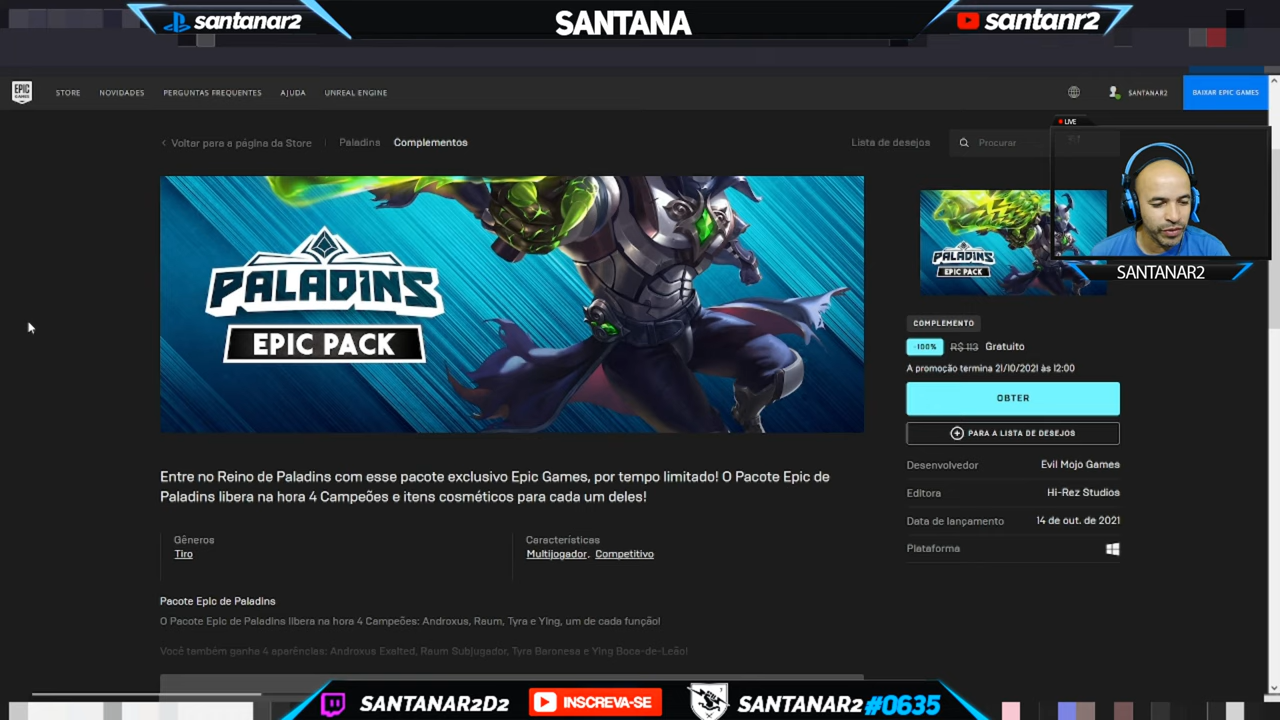 santanar2
SANTANA
santanr2
EPIC GAMES
STORE
NOVIDADES
PERGUNTAS FREQUENTES
AJUDA
UNREAL ENGINE
SANTANAR2
BAIXAR EPIC GAMES
LIVE
Voltar para a página da Store
Paladins
Complementos
Lista de desejos
Procurar
PALADINS
EPIC PACK
PALADINS
EPIC PACK
SANTANAR2
COMPLEMENTO
-100% R$ 113 Gratuito
A promoção termina 21/10/2021 às 12:00
OBTER
PARA A LISTA DE DESEJOS
Desenvolvedor Evil Mojo Games
Editora Hi-Rez Studios
Data de lançamento 14 de out. de 2021
Plataforma
Entre no Reino de Paladins com esse pacote exclusivo Epic Games, por tempo limitado! O Pacote Epic de
Paladins libera na hora 4 Campeões e itens cosméticos para cada um deles!
Gêneros
Tiro
Características
Multijogador, Competitivo
Pacote Epic de Paladins
O Pacote Epic de Paladins libera na hora 4 Campeões: Androxus, Raum, Tyra e Ying, um de cada função!
Você também ganha 4 aparências: Androxus Exalted, Raum Subjugador, Tyra Baronesa e Ying Boca-de-Leão!
SANTANAR2D2
INSCREVA-SE
SANTANAR2#0635